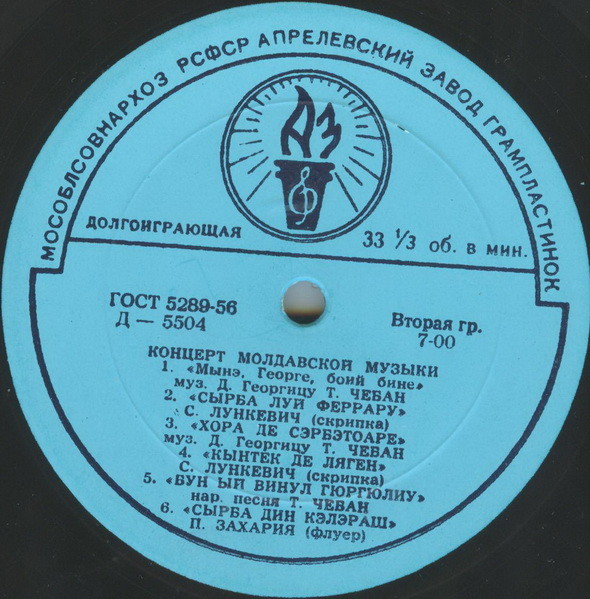 МОСОБЛСОВНАРХОЗ РСФСР АПРЕЛЕВСКИЙ ЗАВОД ГРАМПЛАСТИНОК
АЗ
ДОЛГОИГРАЮЩАЯ
33 ⅓ об. в мин.
ГОСТ 5289-56
Д — 5504
Вторая гр.
7-00
КОНЦЕРТ МОЛДАВСКОЙ МУЗЫКИ
1. «Мынэ, Георге, боий бине»
муз. Д. Георгицу Т. ЧЕБАН
2. «СЫРБА ЛУЙ ФЕРРАРУ»
С. ЛУНКЕВИЧ (скрипка)
3. «ХОРА ДЕ СЭРБЭТОАРЕ»
муз. Д. Георгицу Т. ЧЕБАН
4. «КЫНТЕК ДЕ ЛЯГЕН»
С. ЛУНКЕВИЧ (скрипка)
5. «БУН ЫЙ ВИНУЛ ГЮРГЮЛИУ»
нар. песня Т. ЧЕБАН
6. «СЫРБА ДИН КЭЛЭРАШ»
П. ЗАХАРИЯ (флуер)